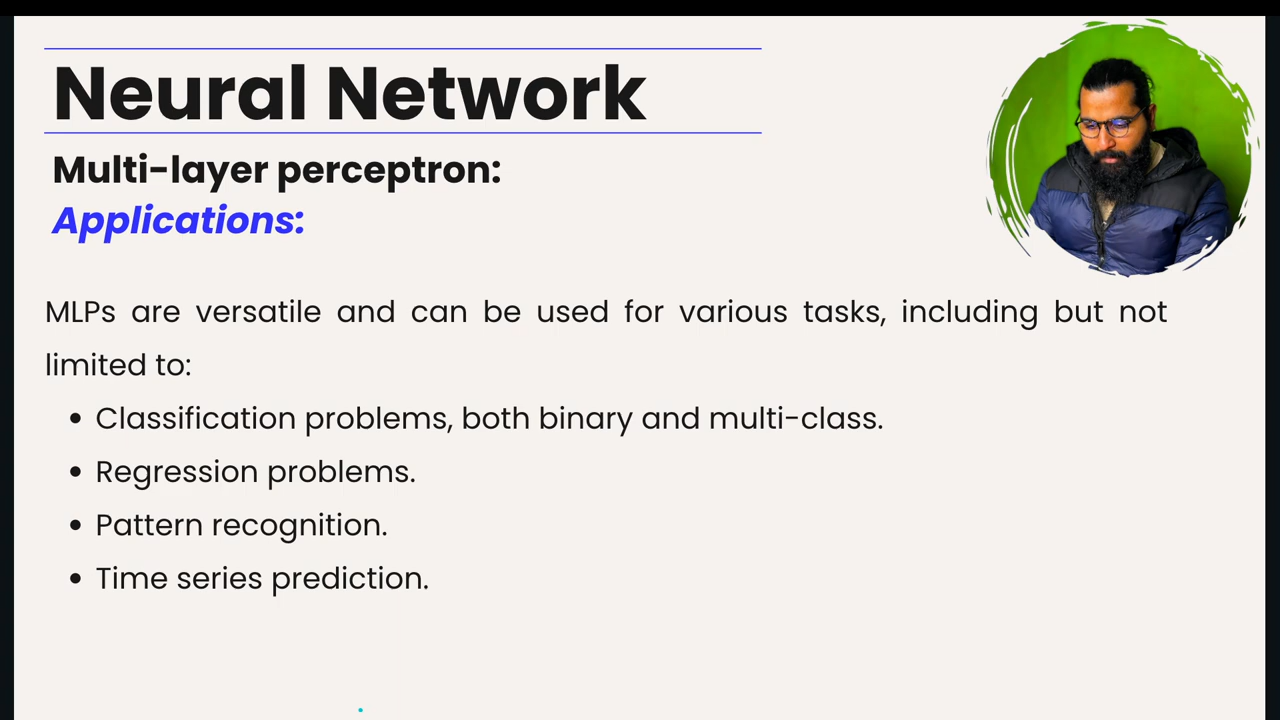 Neural Network
Multi-layer perceptron:
Applications:
MLPs are versatile and can be used for various tasks, including but not
limited to:
• Classification problems, both binary and multi-class.
• Regression problems.
• Pattern recognition.
• Time series prediction.